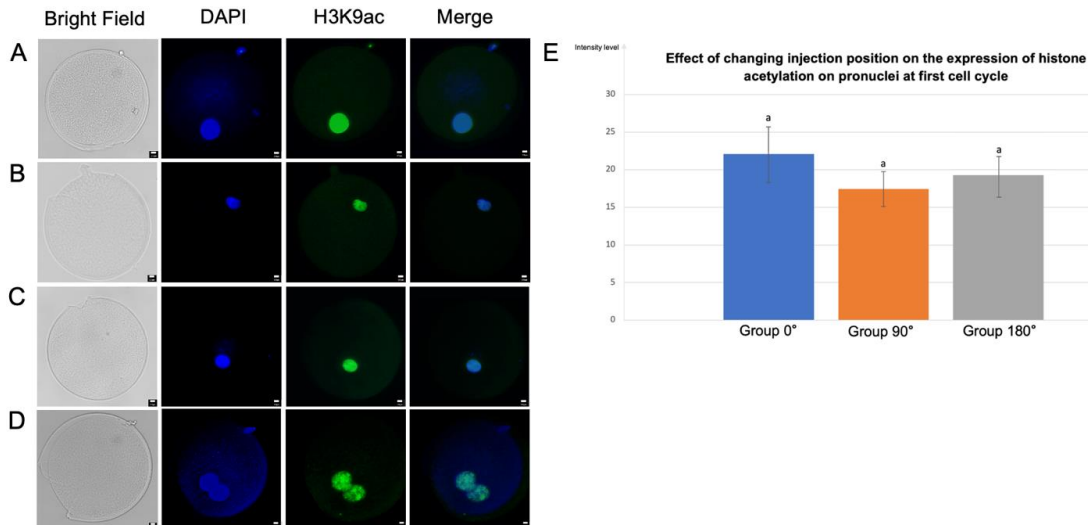 Bright Field DAPI H3K9ac Merge
A
B
C
D
E
Intensity level
Effect of changing injection position on the expression of histone
acetylation on pronuclei at first cell cycle
30
25
20
15
10
5
0
a
a
a
Group 0°
Group 90°
Group 180°